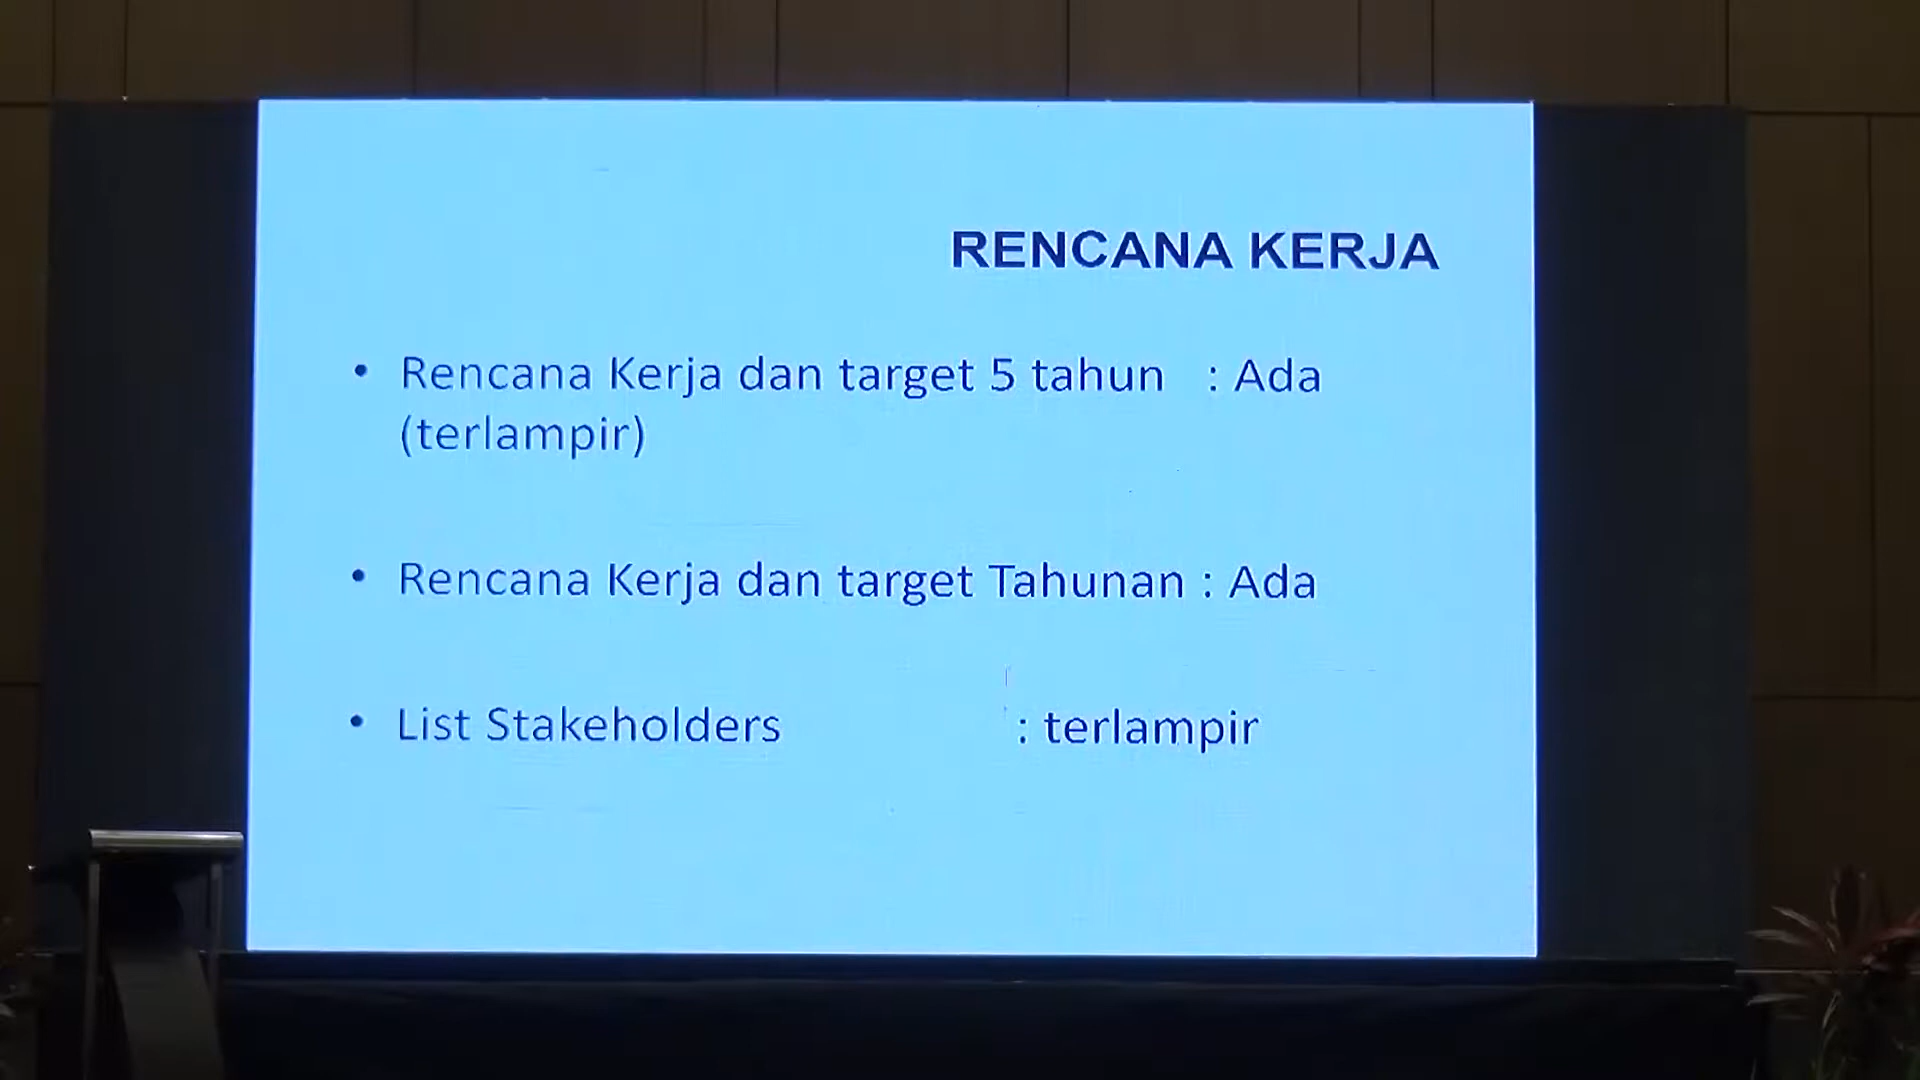 RENCANA KERJA
• Rencana Kerja dan target 5 tahun : Ada
(terlampir)
• Rencana Kerja dan target Tahunan : Ada
• List Stakeholders : terlampir